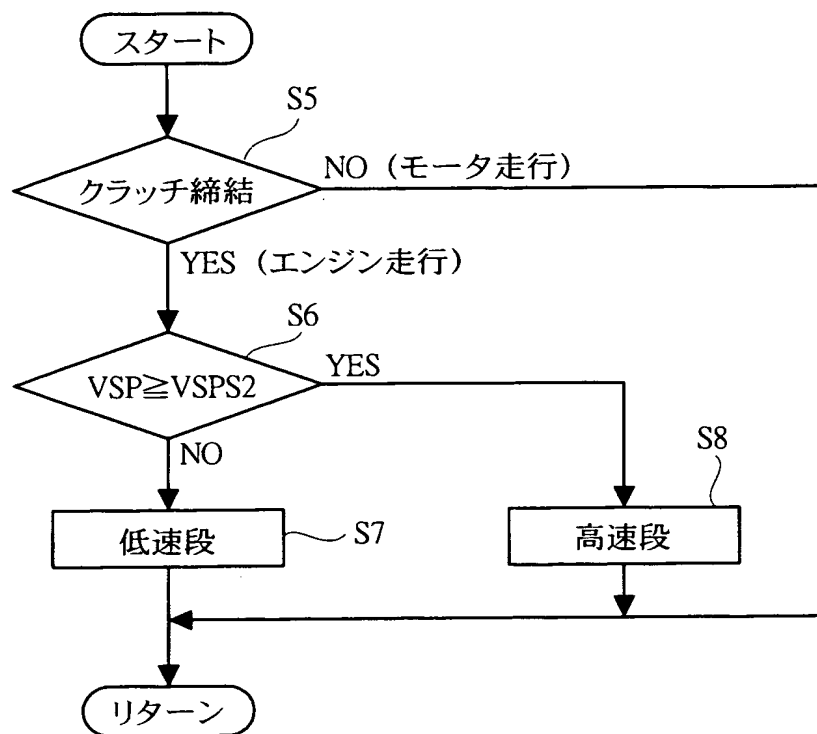 スタート
S5
クラッチ締結
NO (モータ走行)
YES (エンジン走行)
S6
VSP≧VSPS2
YES
NO
S8
低速段
S7
高速段
リターン